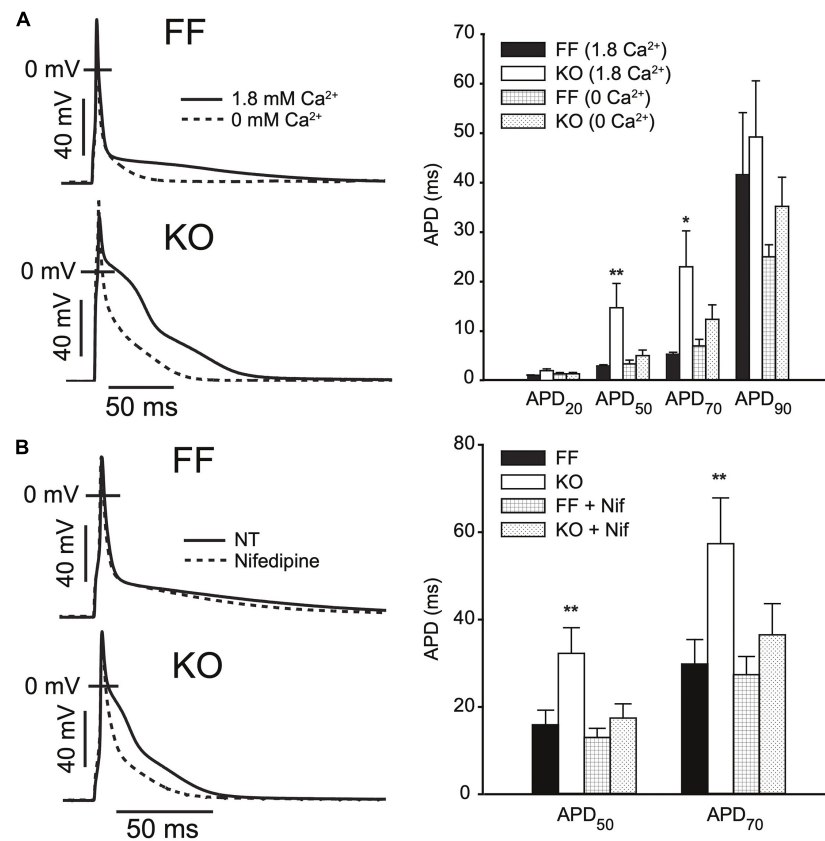 A
FF
0 mV
40 mV
1.8 mM Ca²⁺
0 mM Ca²⁺
KO
0 mV
40 mV
50 ms
70
60
50
40
30
20
10
0
APD (ms)
FF (1.8 Ca²⁺)
KO (1.8 Ca²⁺)
FF (0 Ca²⁺)
KO (0 Ca²⁺)
**
*
APD₂₀ APD₅₀ APD₇₀ APD₉₀
B
FF
0 mV
40 mV
NT
Nifedipine
KO
0 mV
40 mV
50 ms
80
60
40
20
0
APD (ms)
FF
KO
FF + Nif
KO + Nif
**
**
APD₅₀ APD₇₀